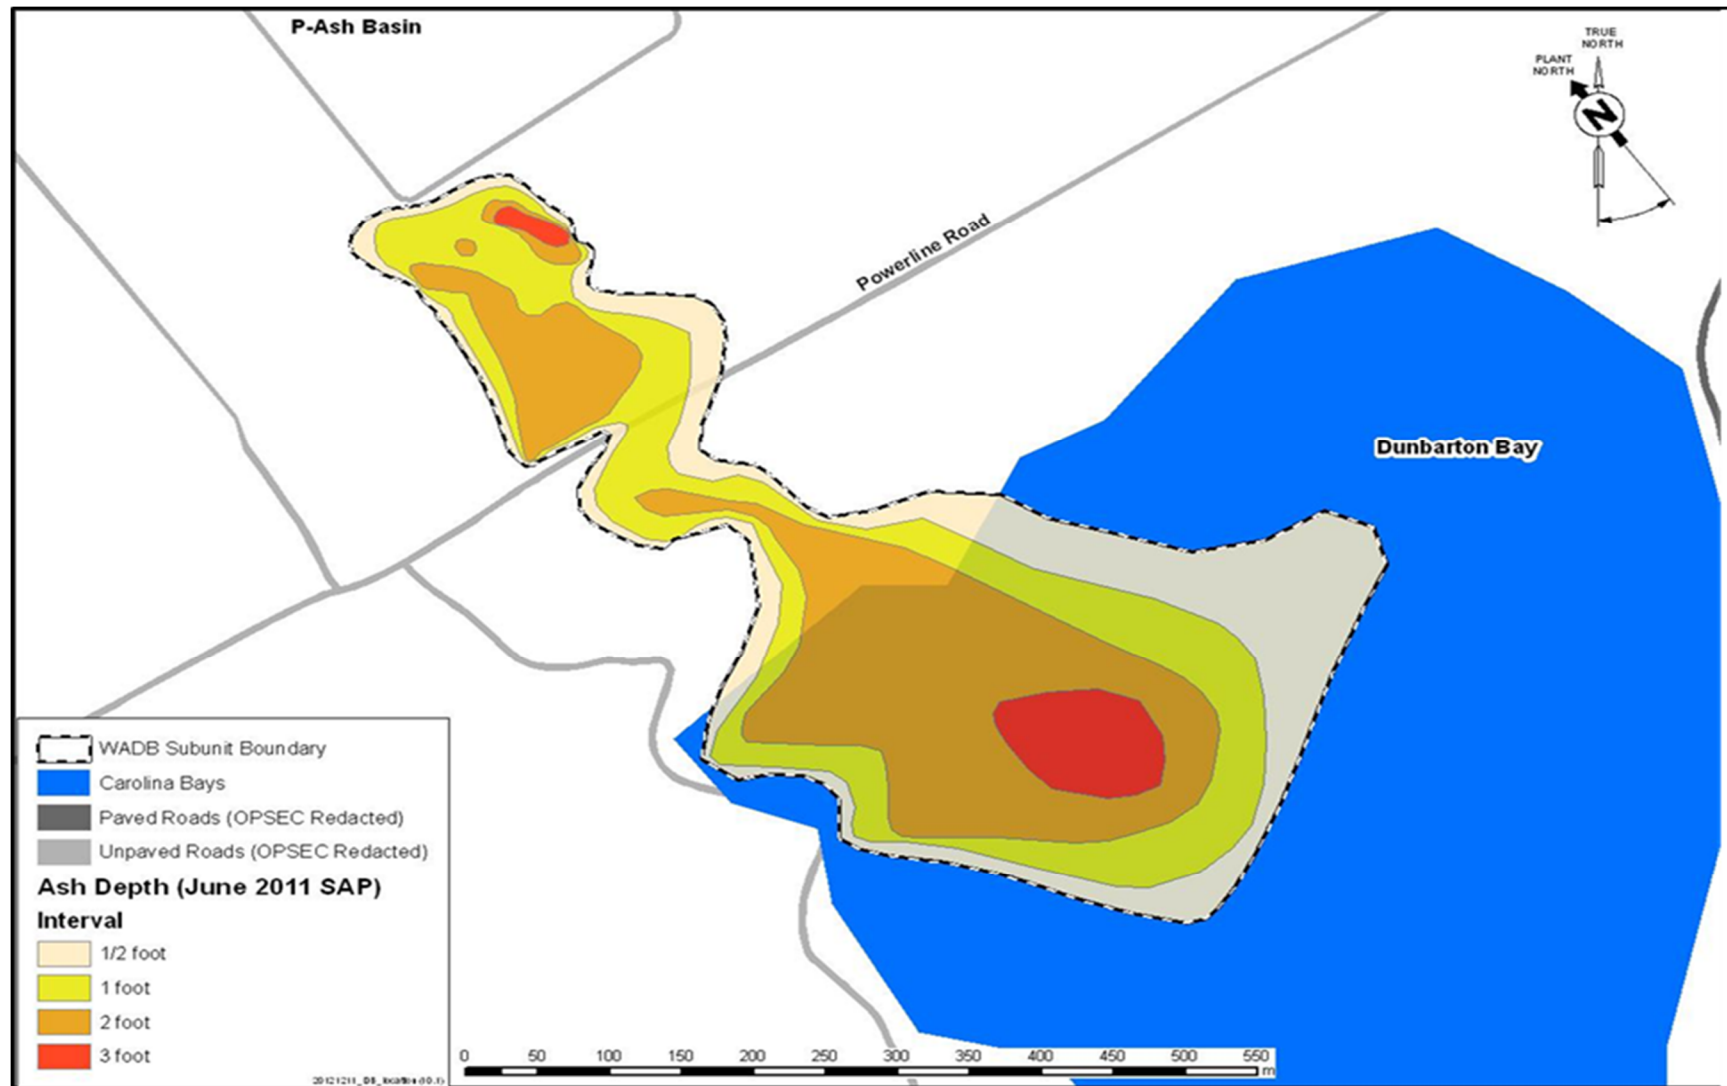 P-Ash Basin
TRUE
NORTH
PLANT
NORTH
N
Powerline Road
Dunbarton Bay
WADB Subunit Boundary
Carolina Bays
Paved Roads (OPSEC Redacted)
Unpaved Roads (OPSEC Redacted)
Ash Depth (June 2011 SAP)
Interval
1/2 foot
1 foot
2 foot
3 foot
0 50 100 150 200 250 300 350 400 450 500 550
m